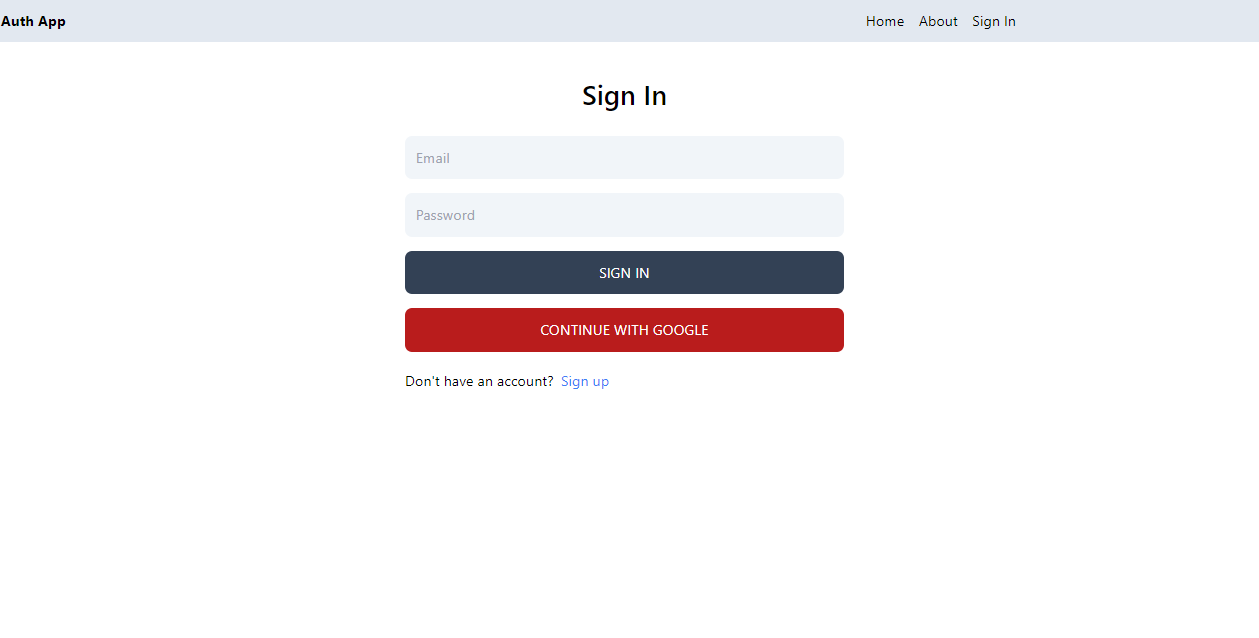 Auth App Home About Sign In
Sign In
Email
Password
SIGN IN
CONTINUE WITH GOOGLE
Don't have an account? Sign up